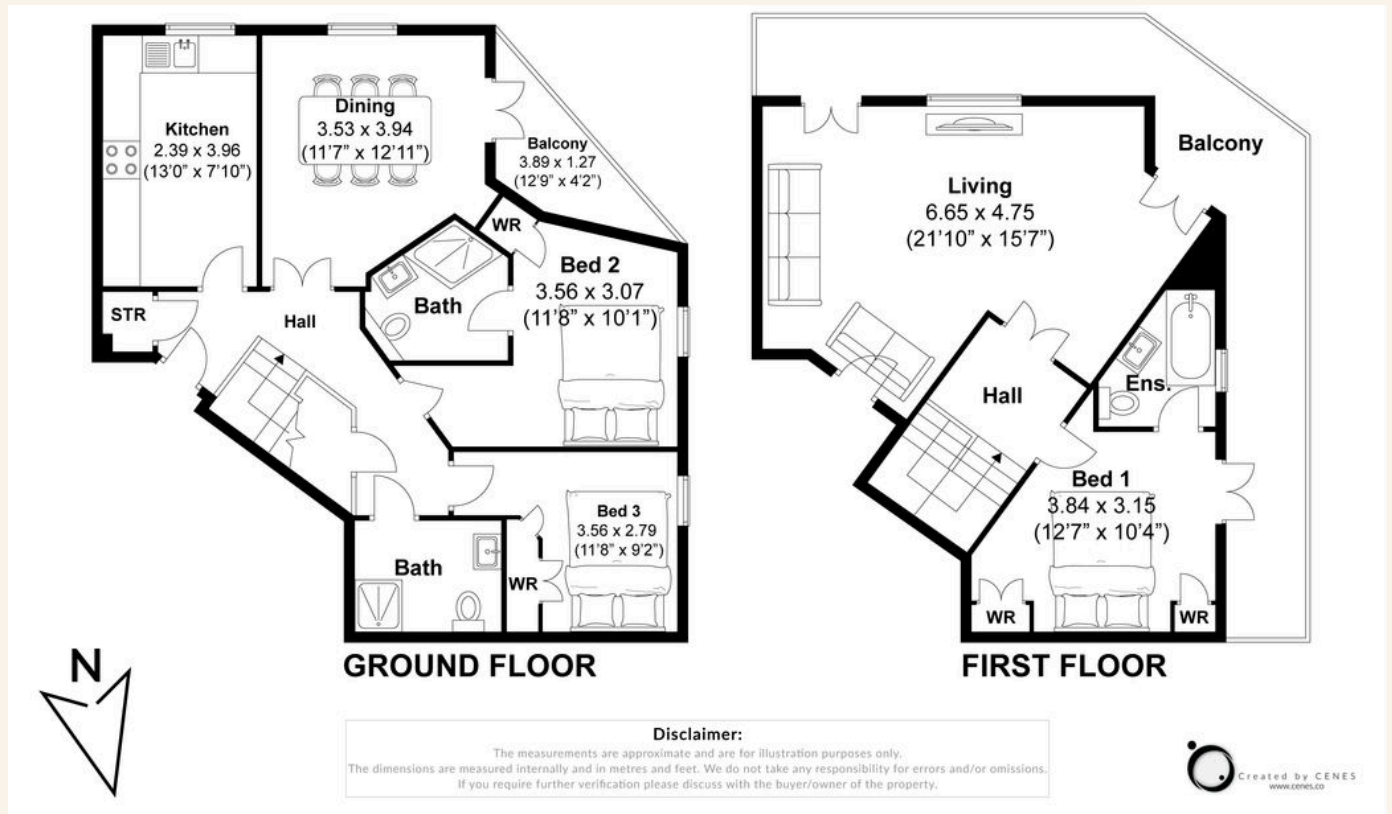 Kitchen
2.39 x 3.96
(13'0" x 7'10")
Dining
3.53 x 3.94
(11'7" x 12'11")
Balcony
3.89 x 1.27
(12'9" x 4'2")
WR
Bed 2
3.56 x 3.07
(11'8" x 10'1")
Bath
STR
Hall
Bed 3
3.56 x 2.79
(11'8" x 9'2")
WR
Bath
GROUND FLOOR
Balcony
Living
6.65 x 4.75
(21'10" x 15'7")
Hall
Ens.
Bed 1
3.84 x 3.15
(12'7" x 10'4")
WR
WR
FIRST FLOOR
N
Disclaimer:
The measurements are approximate and are for illustration purposes only.
The dimensions are measured internally and in metres and feet. We do not take any responsibility for errors and/or omissions.
If you require further verification please discuss with the buyer/owner of the property.
Created by CENES
www.cenes.co